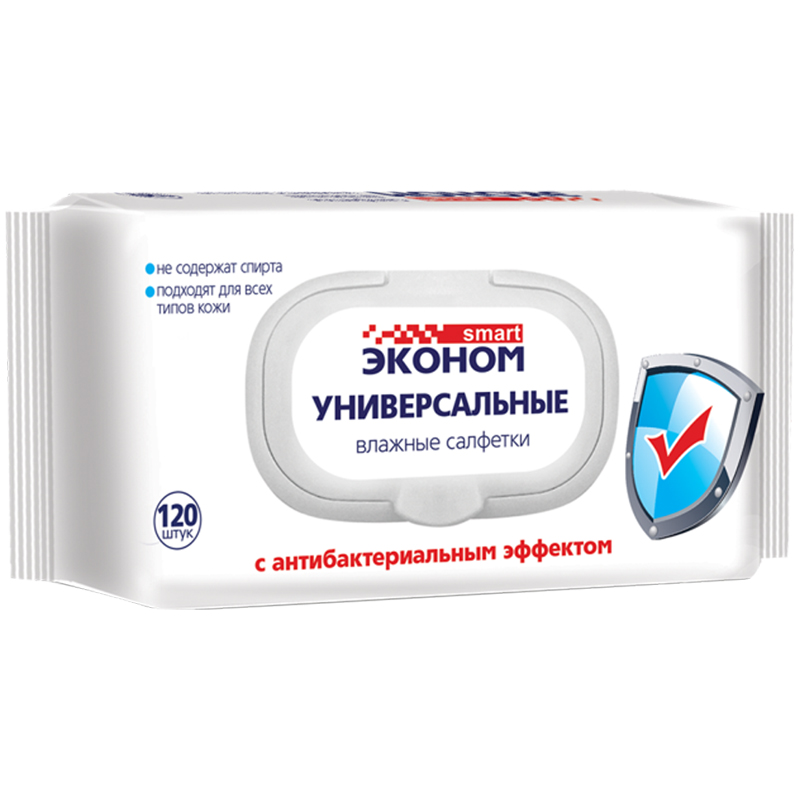 не содержат спирта
подходят для всех
типов кожи
smart
ЭКОНОМ
УНИВЕРСАЛЬНЫЕ
влажные салфетки
120
штук
с антибактериальным эффектом